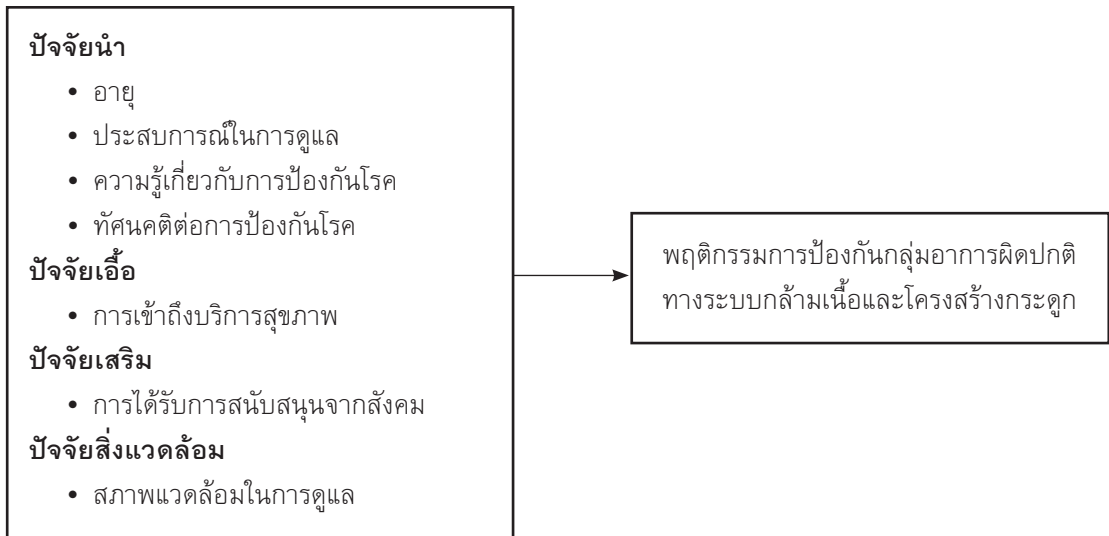 ปัจจัยนำ
• อายุ
• ประสบการณ์ในการดูแล
• ความรู้เกี่ยวกับการป้องกันโรค
• ทัศนคติต่อการป้องกันโรค
ปัจจัยเอื้อ
• การเข้าถึงบริการสุขภาพ
ปัจจัยเสริม
• การได้รับการสนับสนุนจากสังคม
ปัจจัยสิ่งแวดล้อม
• สภาพแวดล้อมในการดูแล
พฤติกรรมการป้องกันกลุ่มอาการผิดปกติ
ทางระบบกล้ามเนื้อและโครงสร้างกระดูก